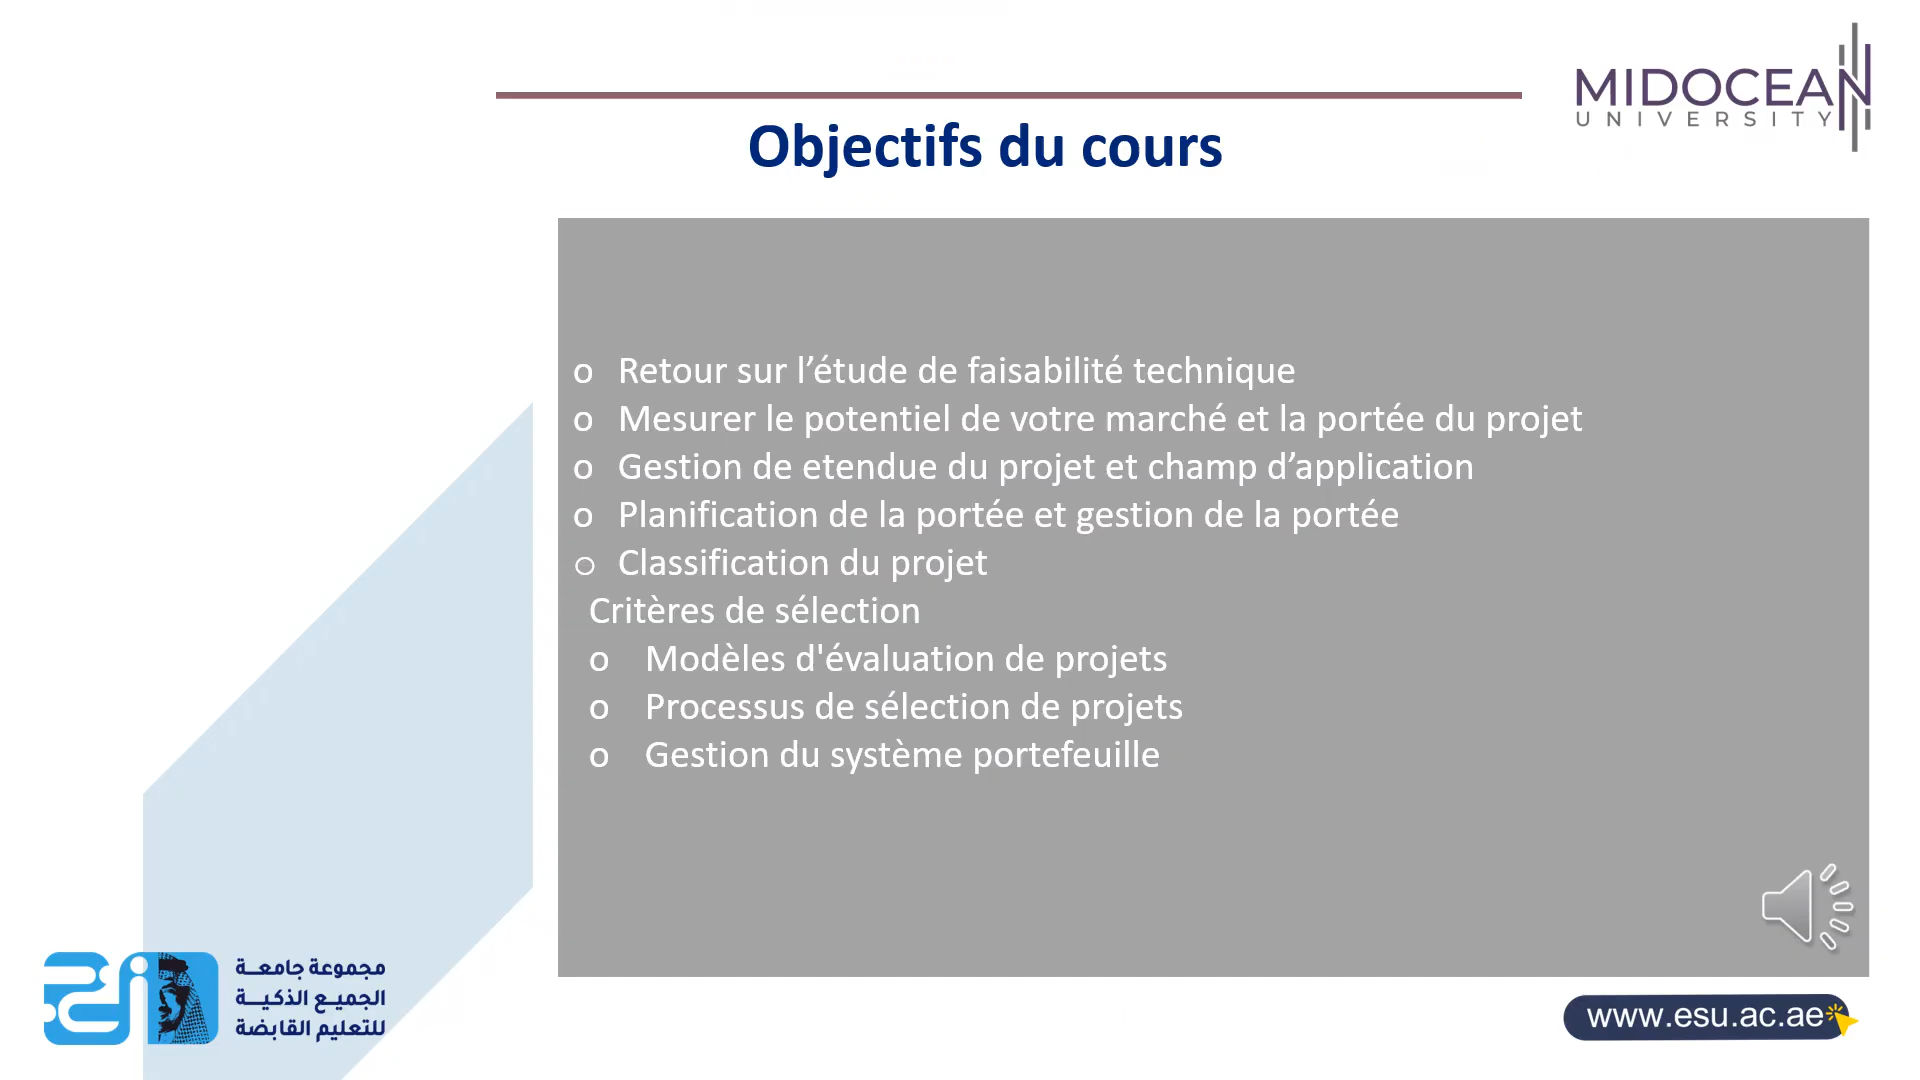 MIDOCEAN
UNIVERSITY
Objectifs du cours
o Retour sur l’étude de faisabilité technique
o Mesurer le potentiel de votre marché et la portée du projet
o Gestion de etendue du projet et champ d’application
o Planification de la portée et gestion de la portée
o Classification du projet
Critères de sélection
o Modèles d'évaluation de projets
o Processus de sélection de projets
o Gestion du système portefeuille
مجموعة جامعـــة
الجميـــع الذكيـــة
للتعليم القابضة
www.esu.ac.ae